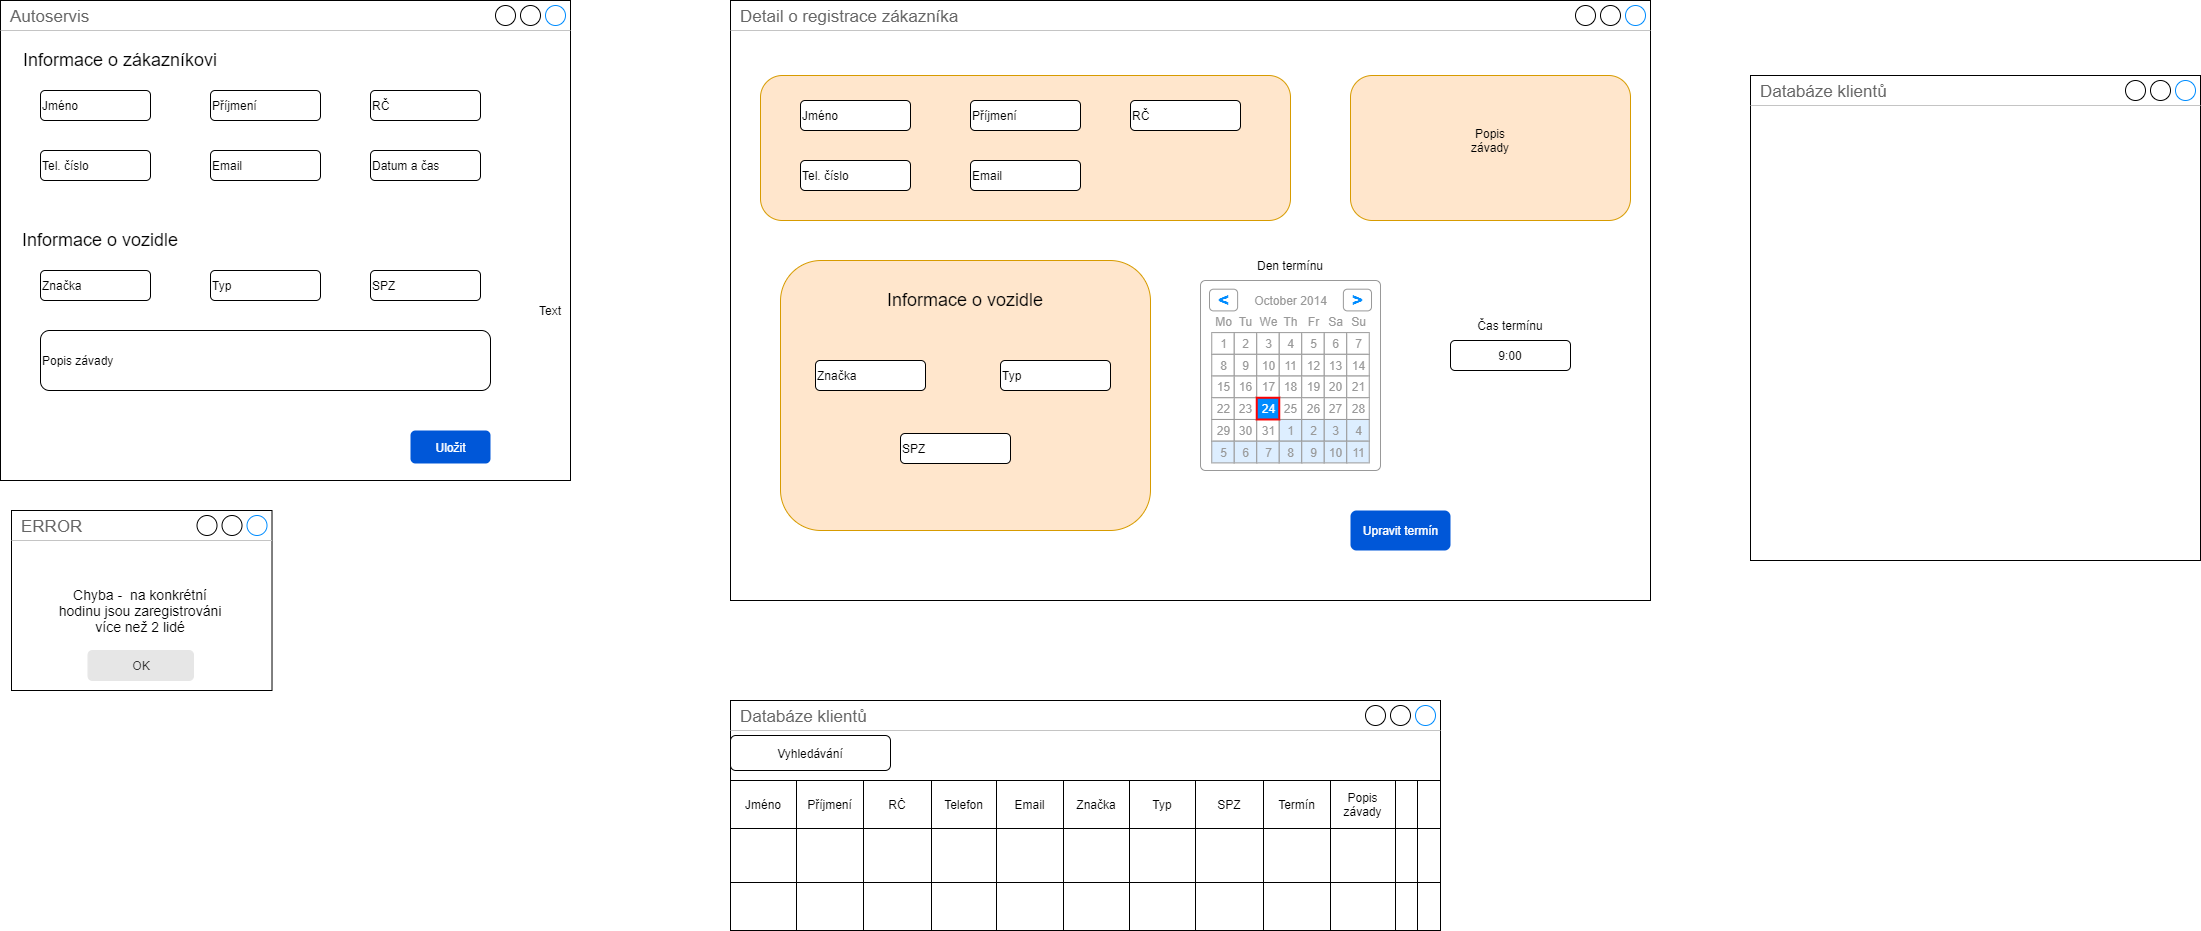 Autoservis
Informace o zákazníkovi
Jméno Příjmení RČ
Tel. číslo Email Datum a čas
Informace o vozidle
Značka Typ SPZ
Text
Popis závady
Uložit
ERROR
Chyba - na konkrétní
hodinu jsou zaregistrováni
více než 2 lidé
OK
Detail o registrace zákazníka
Jméno Příjmení RČ
Tel. číslo Email
Popis
závady
Informace o vozidle
Značka Typ
SPZ
Den termínu
< October 2014 >
Mo Tu We Th Fr Sa Su
1 2 3 4 5 6 7
8 9 10 11 12 13 14
15 16 17 18 19 20 21
22 23 24 25 26 27 28
29 30 31 1 2 3 4
5 6 7 8 9 10 11
Čas termínu
9:00
Upravit termín
Databáze klientů
Databáze klientů
Vyhledávání
Jméno Příjmení RČ Telefon Email Značka Typ SPZ Termín Popis
závady